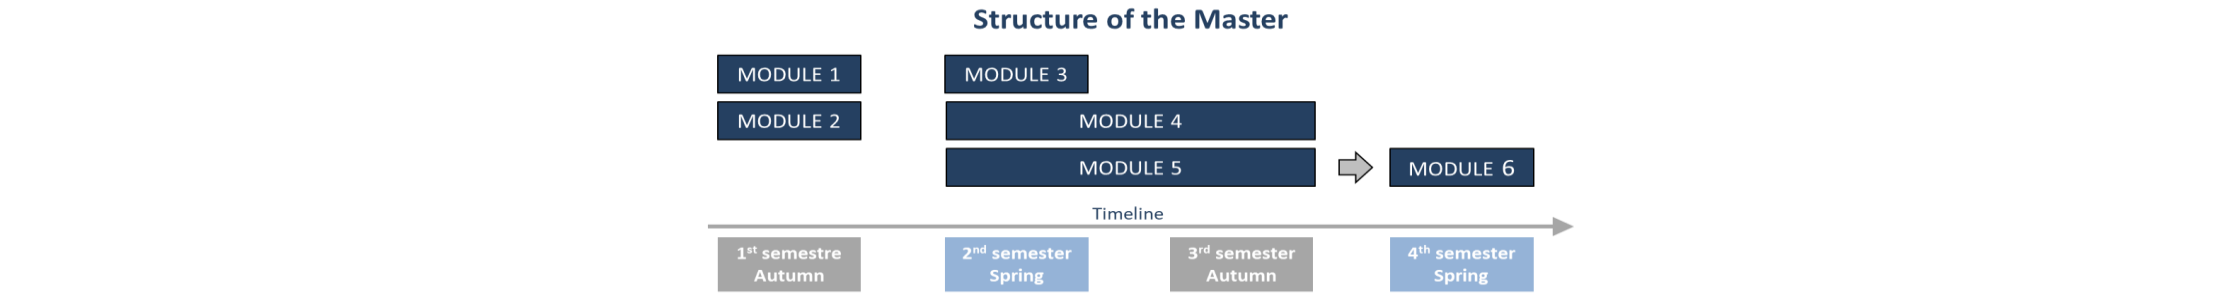 Structure of the Master
MODULE 1
MODULE 3
MODULE 2
MODULE 4
MODULE 5
MODULE 6
Timeline
1st semestre
Autumn
2nd semester
Spring
3rd semester
Autumn
4th semester
Spring